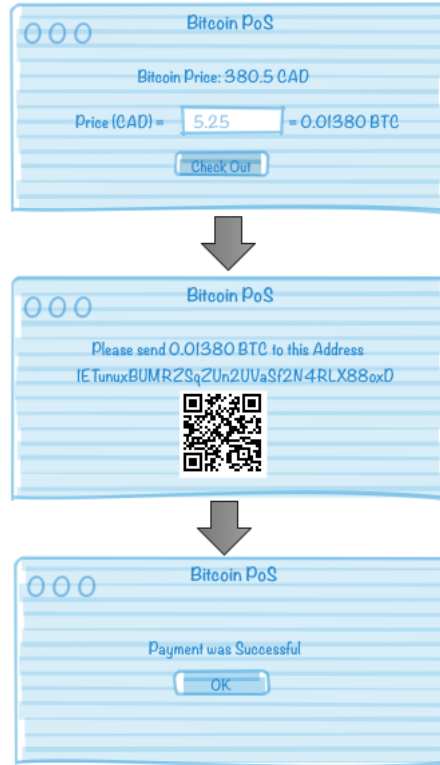 Bitcoin PoS
Bitcoin Price: 380.5 CAD
Price (CAD) = 5.25 = 0.01380 BTC
Check Out
Bitcoin PoS
Please send 0.01380 BTC to this Address
1ETunuxBUMRZSqZUn2UVaSf2N4RLX88oxD
Bitcoin PoS
Payment was Successful
OK